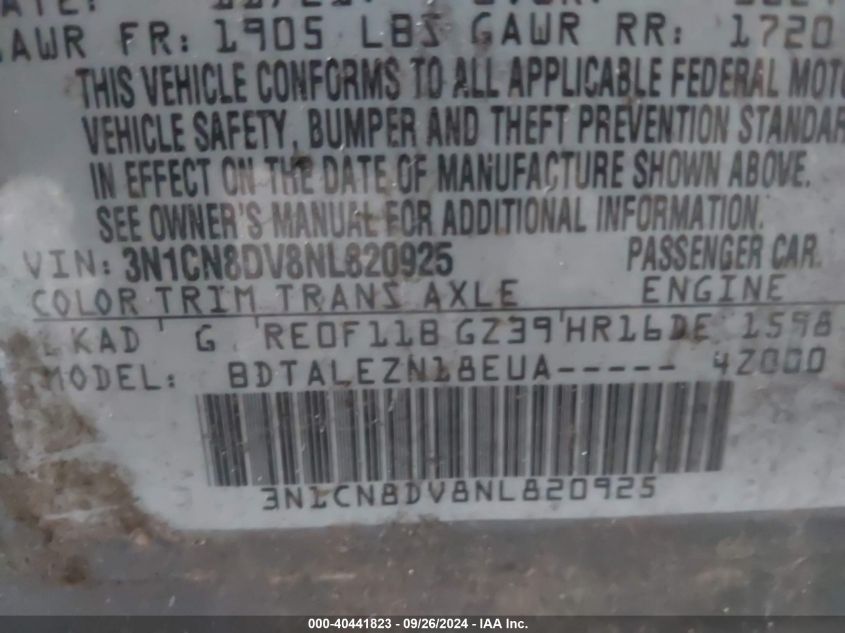 GAWR FR: 1905 LBS GAWR RR: 1720
THIS VEHICLE CONFORMS TO ALL APPLICABLE FEDERAL MOTO
VEHICLE SAFETY, BUMPER AND THEFT PREVENTION STANDAR
IN EFFECT ON THE DATE OF MANUFACTURE SHOWN ABOVE.
SEE OWNER'S MANUAL FOR ADDITIONAL INFORMATION.
VIN: 3N1CN8DV8NL820925 PASSENGER CAR.
COLOR TRIM TRANS AXLE ENGINE
KAD G RE0F11B GZ39 HR16DE 1598
MODEL: BDTALEZN18EUA----- 42000
3N1CN8DV8NL820925
000-40441823 - 09/26/2024 - IAA Inc.